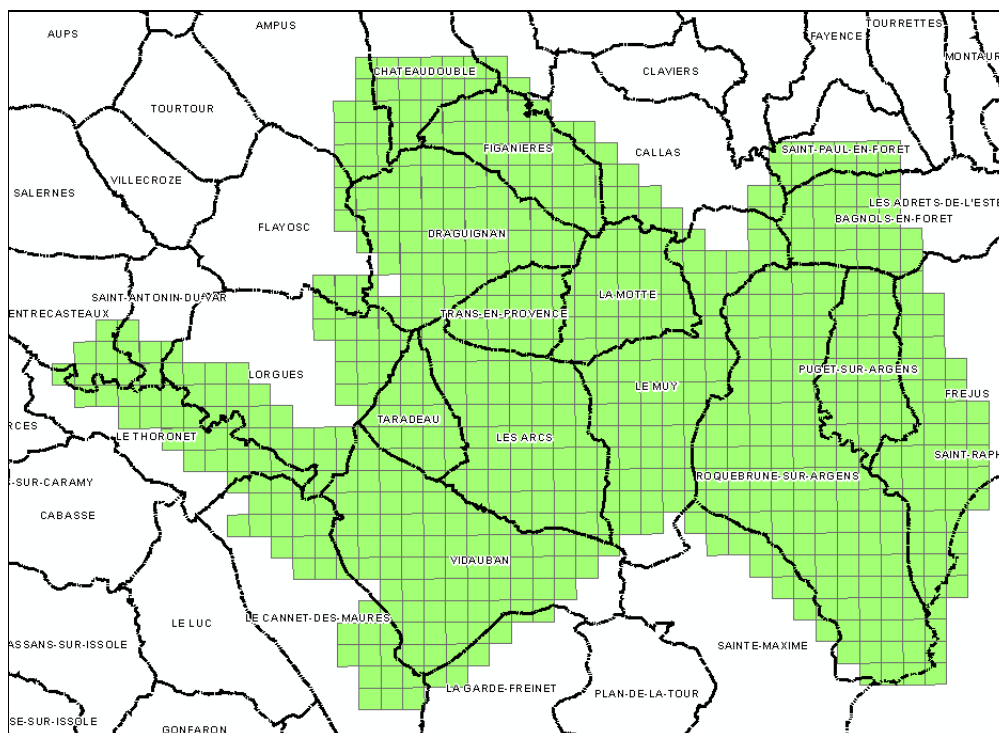 AUPS
AMPUS
TOURRETTES
FAYENCE
MONTAUR
CHATEAUDOUBLE
CLAVIERS
TOURTOUR
FIGANIERES
CALLAS
SAINT-PAUL-EN-FORET
VILLECROZE
SALERNES
LES ADRETS-DE-L'ESTE
BAGNOLS-EN-FORET
FLAYOSC
DRAGUIGNAN
SAINT-ANTONIN-DU-VAR
LA MOTTE
ENTRECASTEAUX
TRANS-EN-PROVENCE
LORGUES
PUGET-SUR-ARGENS
LE MUY
FREJUS
TARADEAU
RCES
LE THORONET
LES ARCS
SAINT-RAPH
-SUR-CARAMY
ROQUEBRUNE-SUR-ARGENS
CABASSE
VIDAUBAN
LE LUC
LE CANNET-DES-MAURES
ASSANS-SUR-ISSOLE
SAINTE-MAXIME
LA GARDE-FREINET
PLAN-DE-LA-TOUR
SE-SUR-ISSOLE
GONFARON